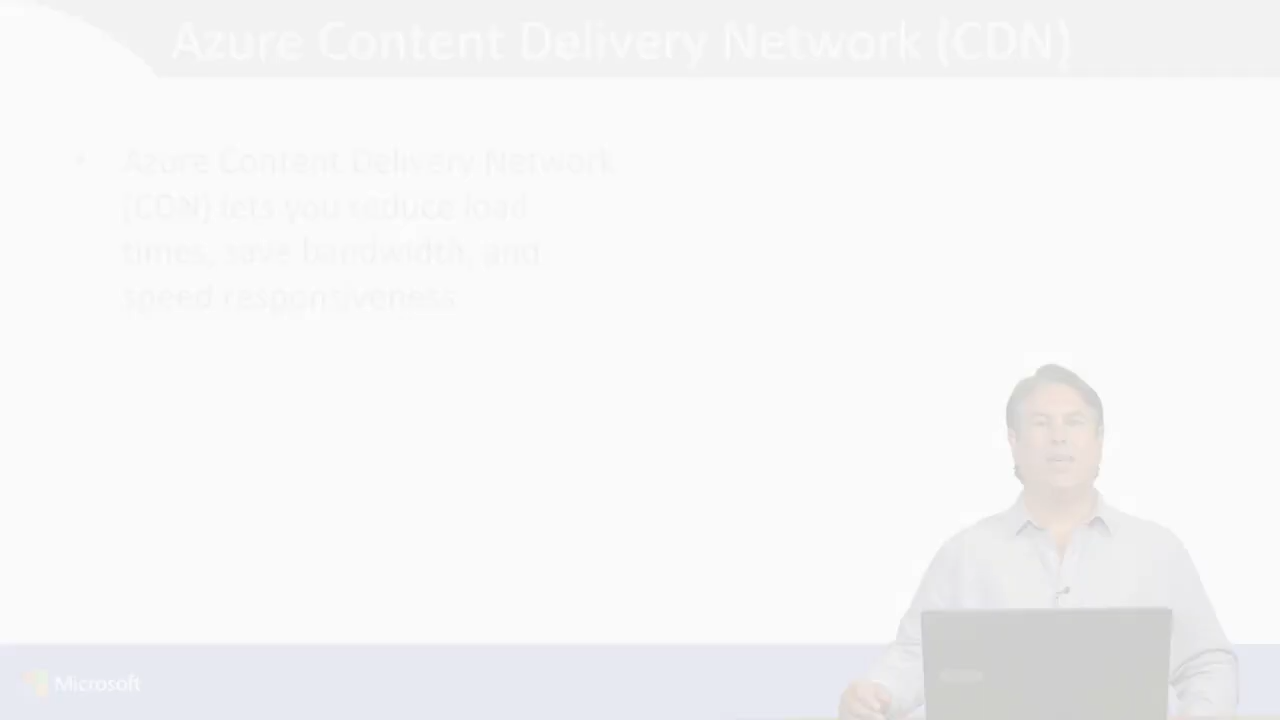 Azure Content Delivery Network (CDN)
• Azure Content Delivery Network
(CDN) lets you reduce load
times, save bandwidth, and
speed responsiveness
Microsoft